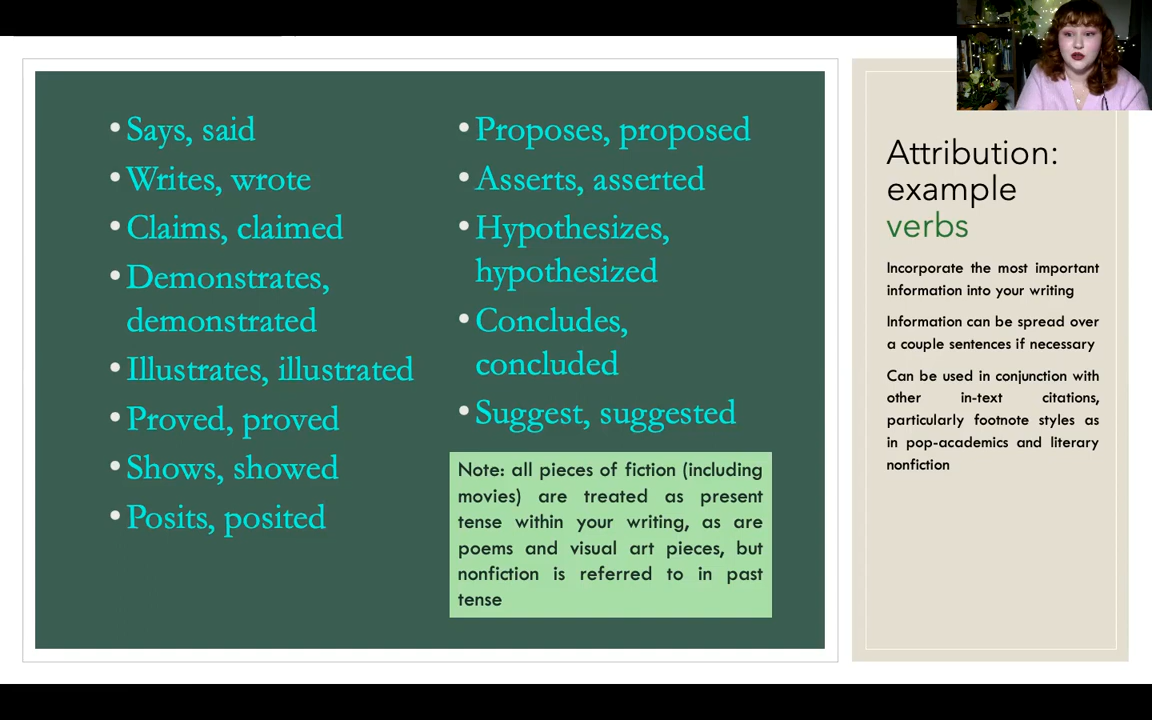 • Says, said
• Writes, wrote
• Claims, claimed
• Demonstrates,
demonstrated
• Illustrates, illustrated
• Proved, proved
• Shows, showed
• Posits, posited
• Proposes, proposed
• Asserts, asserted
• Hypothesizes,
hypothesized
• Concludes,
concluded
• Suggest, suggested
Note: all pieces of fiction (including
movies) are treated as present
tense within your writing, as are
poems and visual art pieces, but
nonfiction is referred to in past
tense
Attribution:
example
verbs
Incorporate the most important
information into your writing
Information can be spread over
a couple sentences if necessary
Can be used in conjunction with
other in-text citations,
particularly footnote styles as
in pop-academics and literary
nonfiction